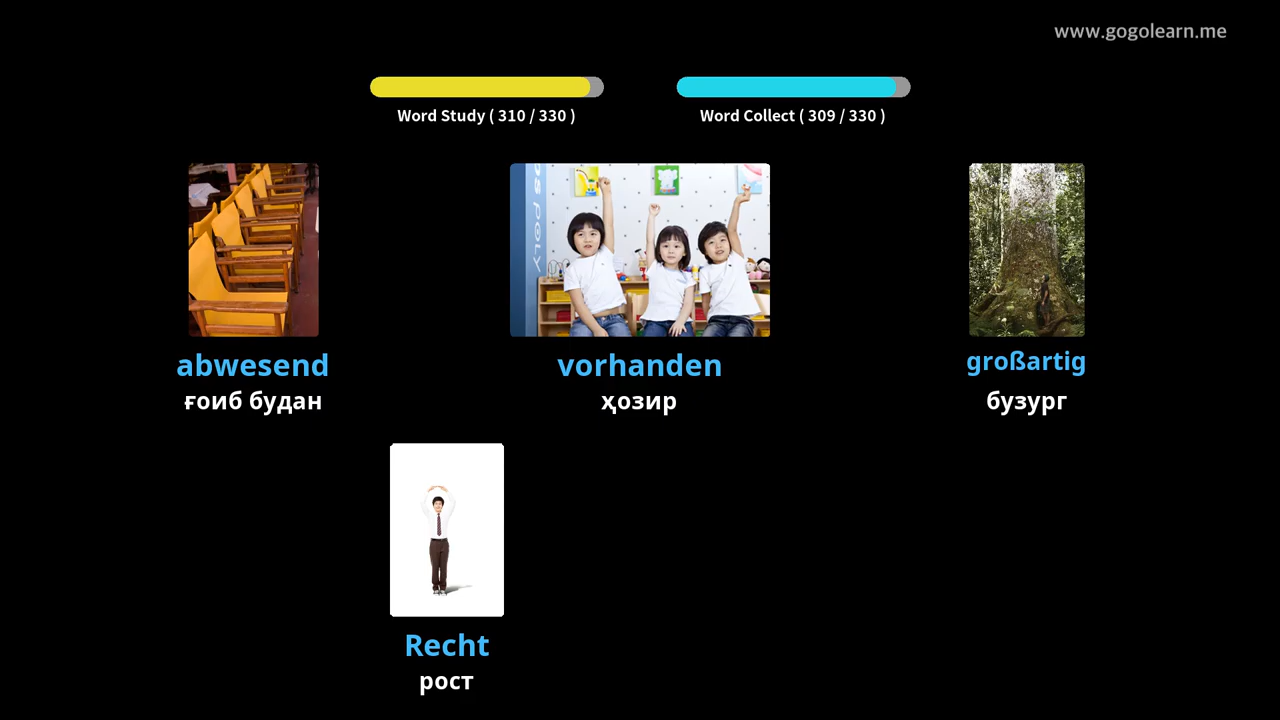 www.gogolearn.me
Word Study ( 310 / 330 )
Word Collect ( 309 / 330 )
abwesend
vorhanden
großartig
ғоиб будан
ҳозир
бузург
Recht
рост